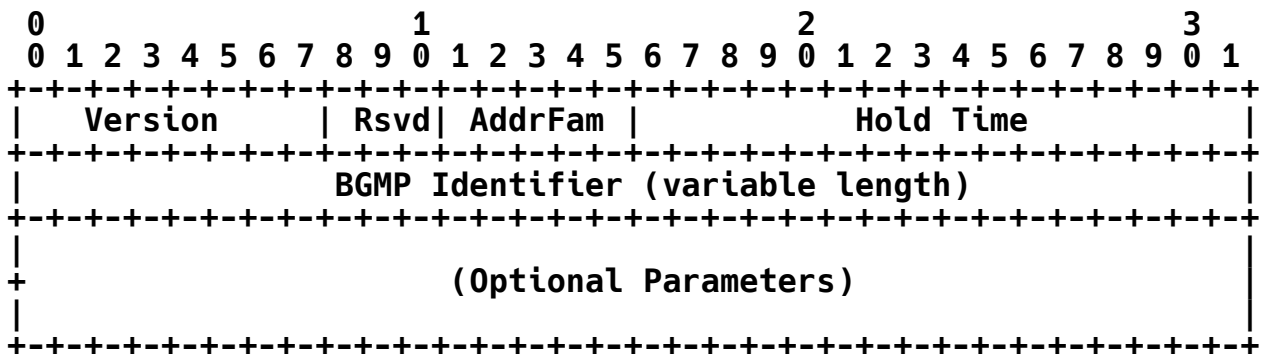 0                   1                   2                   3
 0 1 2 3 4 5 6 7 8 9 0 1 2 3 4 5 6 7 8 9 0 1 2 3 4 5 6 7 8 9 0 1
+-+-+-+-+-+-+-+-+-+-+-+-+-+-+-+-+-+-+-+-+-+-+-+-+-+-+-+-+-+-+-+-+
|   Version     | Rsvd| AddrFam |           Hold Time           |
+-+-+-+-+-+-+-+-+-+-+-+-+-+-+-+-+-+-+-+-+-+-+-+-+-+-+-+-+-+-+-+-+
|                BGMP Identifier (variable length)              |
+-+-+-+-+-+-+-+-+-+-+-+-+-+-+-+-+-+-+-+-+-+-+-+-+-+-+-+-+-+-+-+-+
|                                                               |
+                      (Optional Parameters)                    |
|                                                               |
+-+-+-+-+-+-+-+-+-+-+-+-+-+-+-+-+-+-+-+-+-+-+-+-+-+-+-+-+-+-+-+-+